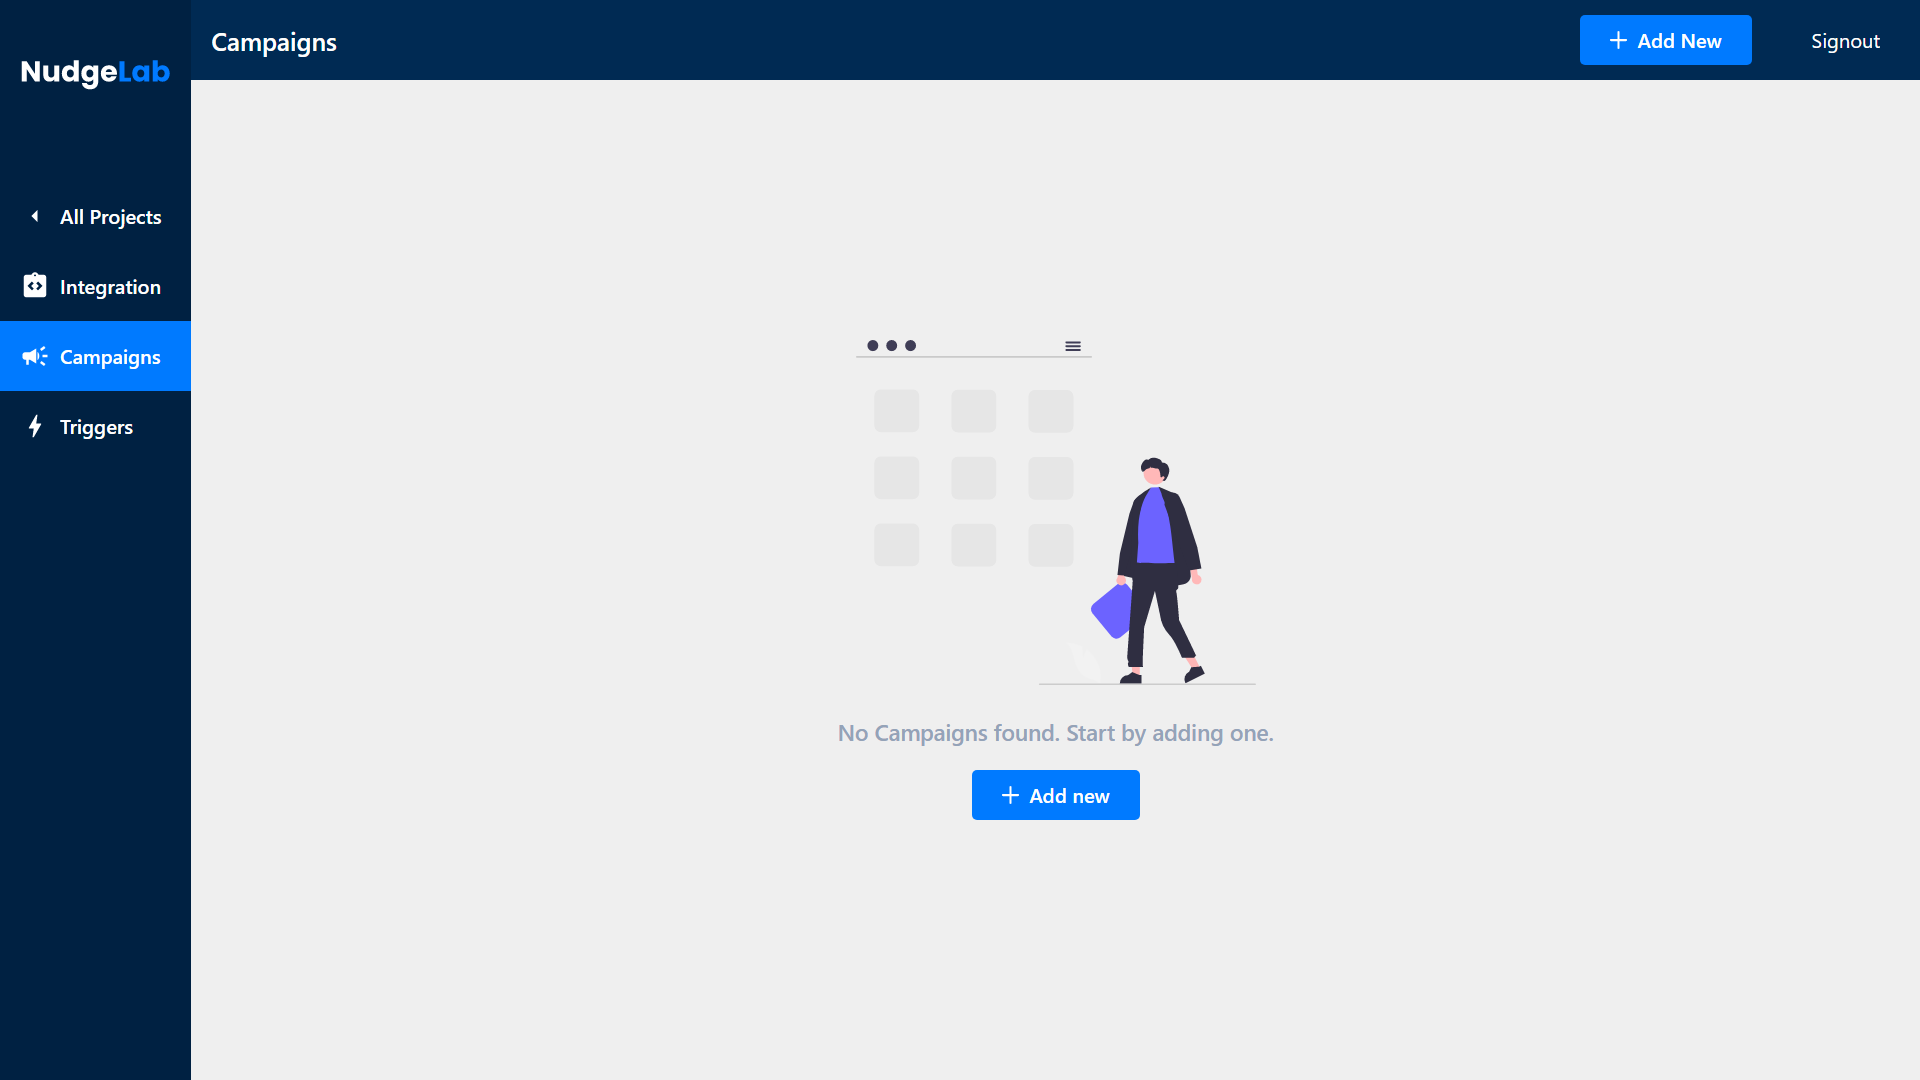 NudgeLab
All Projects
Integration
Campaigns
Triggers
Campaigns
Add New
Signout
No Campaigns found. Start by adding one.
Add new